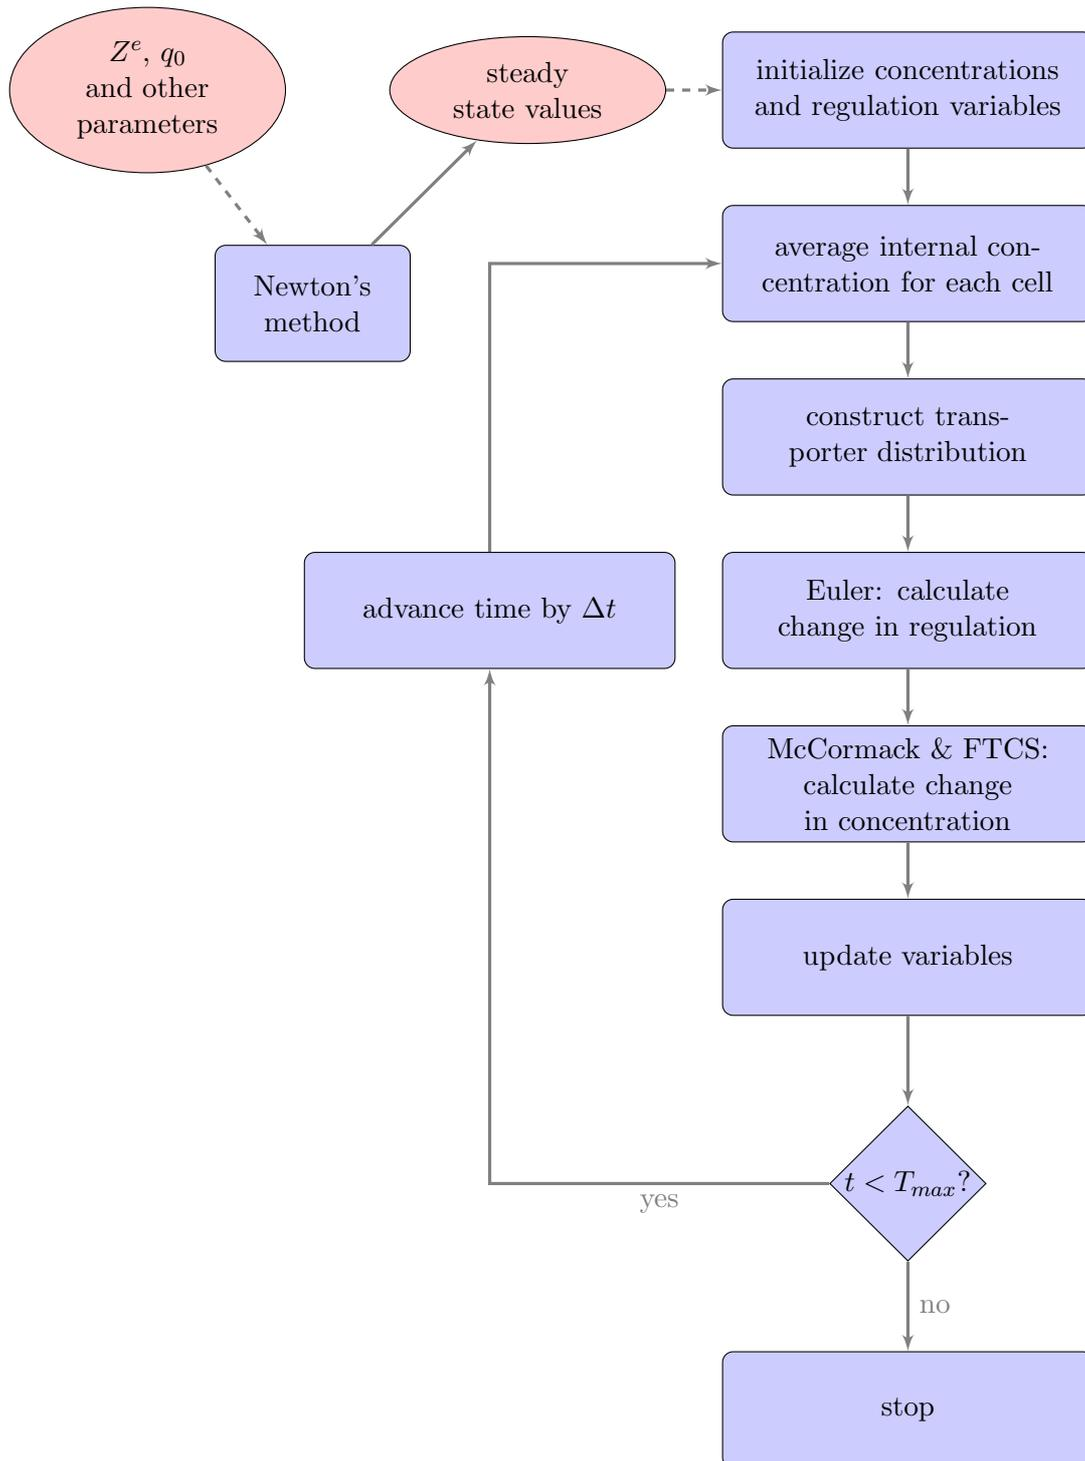 Z^e, q_0
and other
parameters
steady
state values
initialize concentrations
and regulation variables
Newton's
method
average internal con-
centration for each cell
construct trans-
porter distribution
advance time by Δt
Euler: calculate
change in regulation
McCormack & FTCS:
calculate change
in concentration
update variables
t < T_{max}?
yes
no
stop